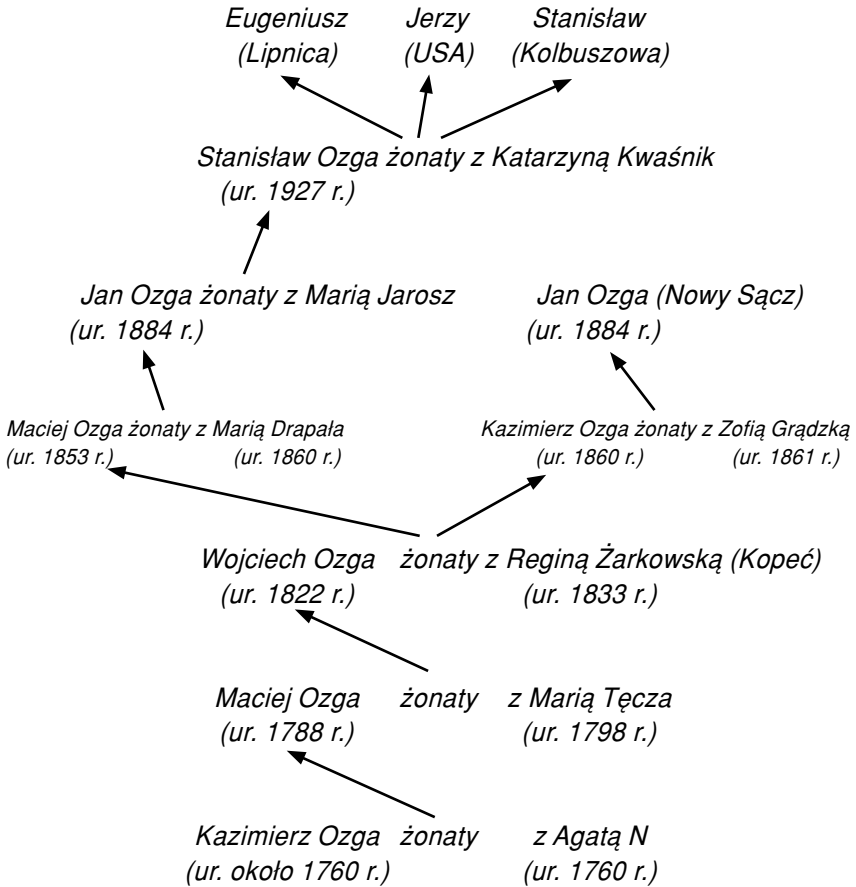 Eugeniusz Jerzy Stanisław
(Lipnica) (USA) (Kolbuszowa)
Stanisław Ozga żonaty z Katarzyną Kwaśnik
(ur. 1927 r.)
Jan Ozga żonaty z Marią Jarosz Jan Ozga (Nowy Sącz)
(ur. 1884 r.) (ur. 1884 r.)
Maciej Ozga żonaty z Marią Drapała Kazimierz Ozga żonaty z Zofią Grądzką
(ur. 1853 r.) (ur. 1860 r.) (ur. 1860 r.) (ur. 1861 r.)
Wojciech Ozga żonaty z Reginą Żarkowską (Kopeć)
(ur. 1822 r.) (ur. 1833 r.)
Maciej Ozga żonaty z Marią Tęcza
(ur. 1788 r.) (ur. 1798 r.)
Kazimierz Ozga żonaty z Agatą N
(ur. około 1760 r.) (ur. 1760 r.)